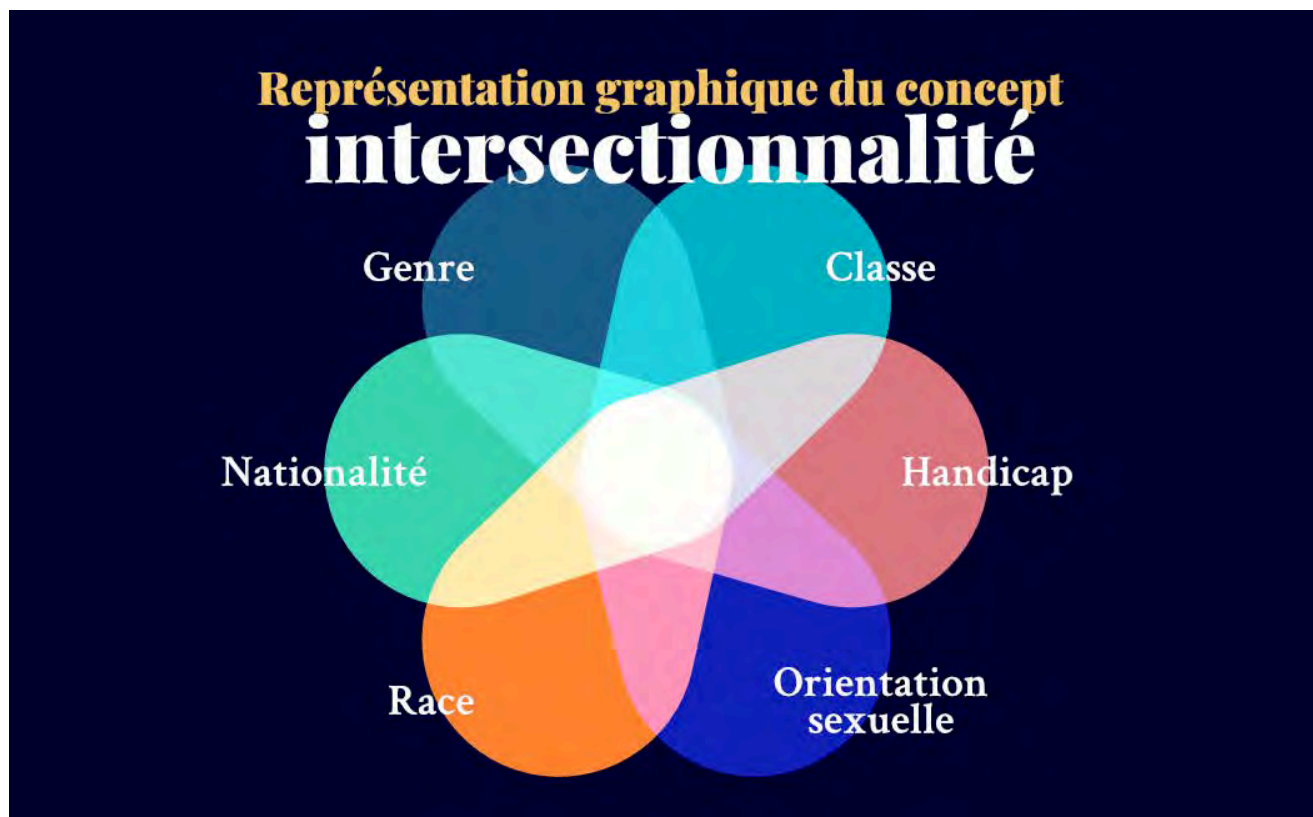 Représentation graphique du concept
intersectionnalité
Genre
Classe
Nationalité
Handicap
Race
Orientation
sexuelle